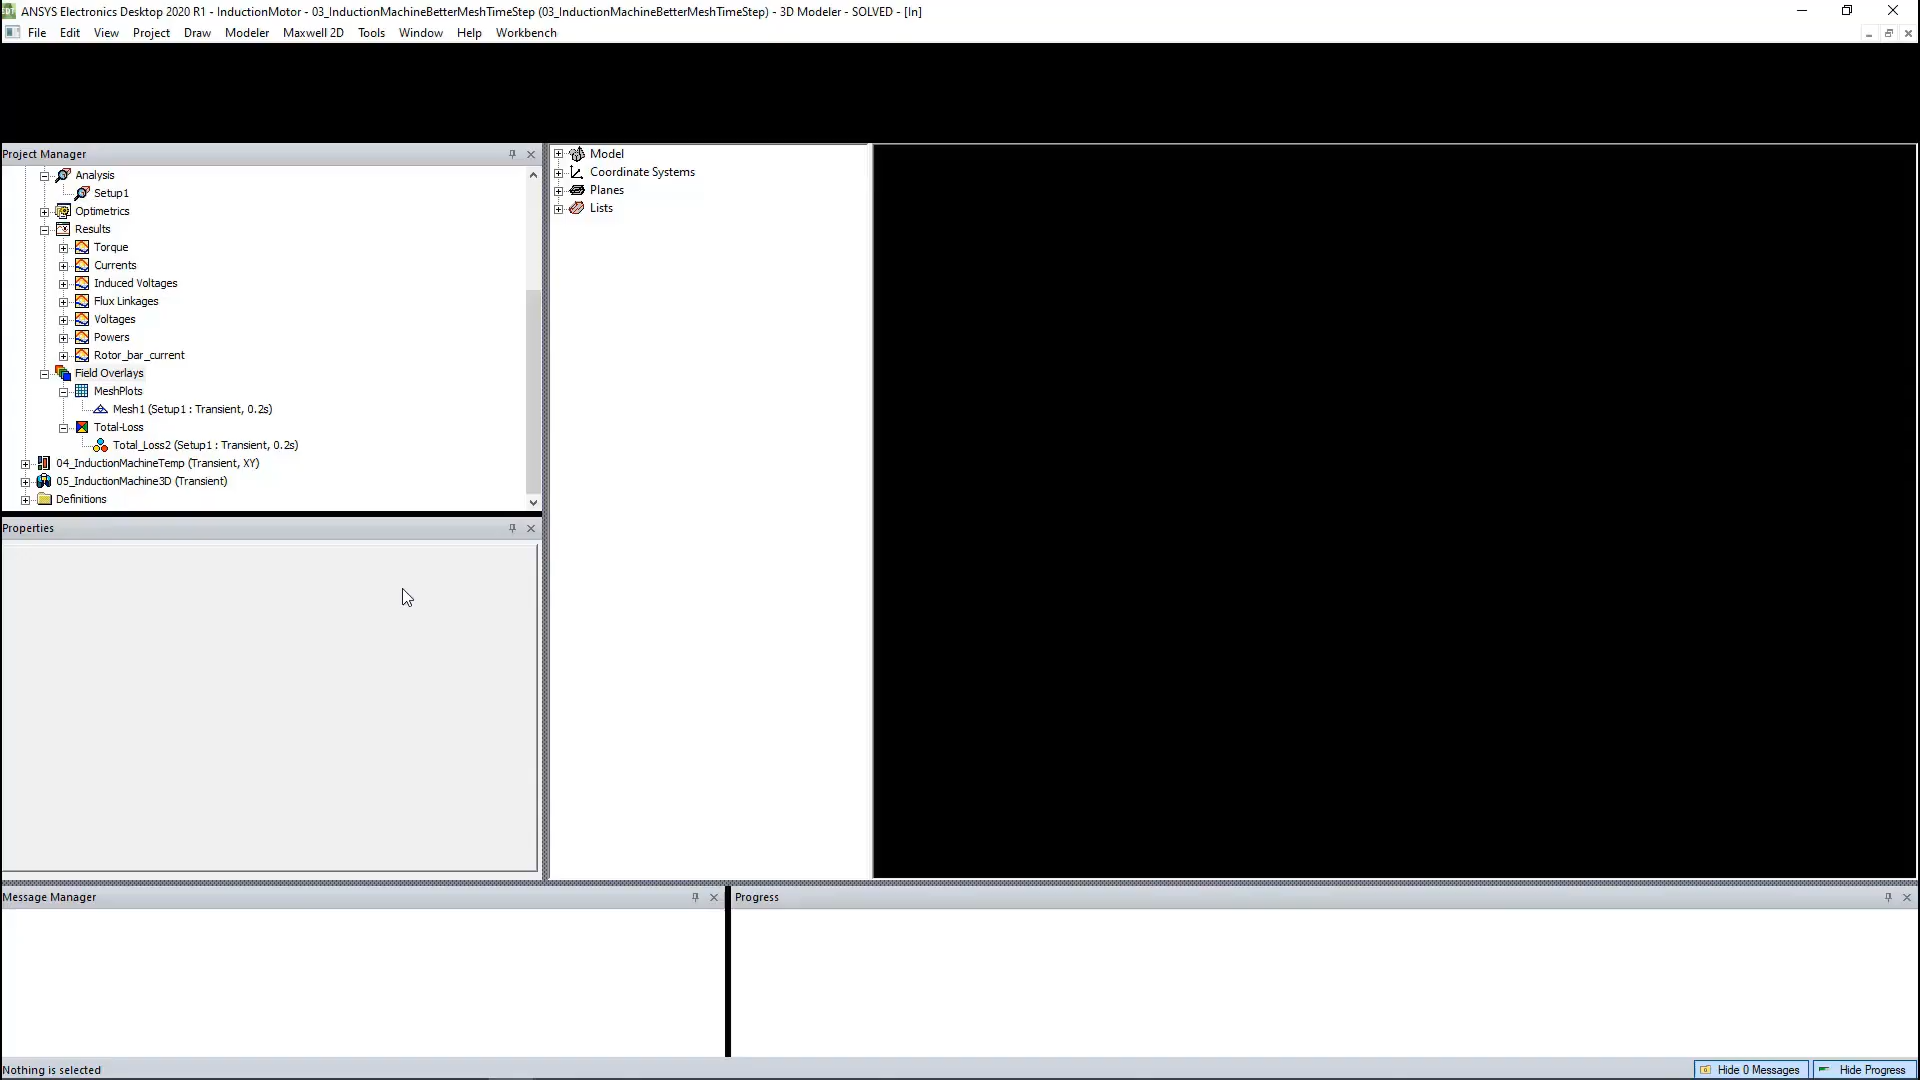 ANSYS Electronics Desktop 2020 R1 - InductionMotor - 03_InductionMachineBetterMeshTimeStep (03_InductionMachineBetterMeshTimeStep) - 3D Modeler - SOLVED - [In]
File Edit View Project Draw Modeler Maxwell 2D Tools Window Help Workbench
Project Manager
Analysis
Setup1
Optimetrics
Results
Torque
Currents
Induced Voltages
Flux Linkages
Voltages
Powers
Rotor_bar_current
Field Overlays
MeshPlots
Mesh1 (Setup1 : Transient, 0.2s)
Total-Loss
Total_Loss2 (Setup1 : Transient, 0.2s)
04_InductionMachineTemp (Transient, XY)
05_InductionMachine3D (Transient)
Definitions
Model
Coordinate Systems
Planes
Lists
Properties
Message Manager
Progress
Nothing is selected
Hide 0 Messages
Hide Progress